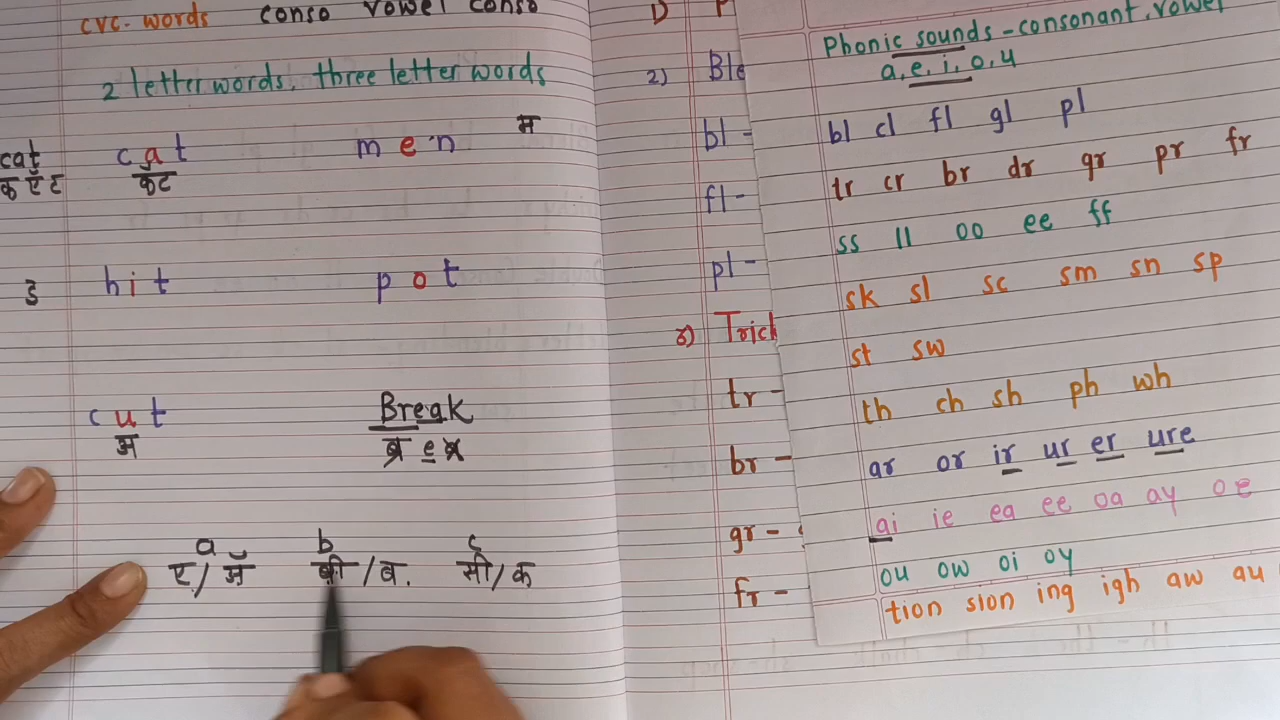 cvc- words conso vowel conso
2 letter words, three letter words
cat cat men म
कॅट
hit pot
cut Break
अ
a b c
ए/ॲ बी/ब. सी/क
D P
2) Ble
bl -
fl -
pl -
Trick
tr -
br -
gr -
fr -
Phonic sounds - consonant, vowel
a, e, i, o, u
bl cl fl gl pl
tr cr br dr gr pr fr
ss ll oo ee ff
sk sl sc sm sn sp
st sw
th ch sh ph wh
ar or ir ur er ure
ai ie ea ee oa ay oe
ou ow oi oy
tion sion ing igh aw au